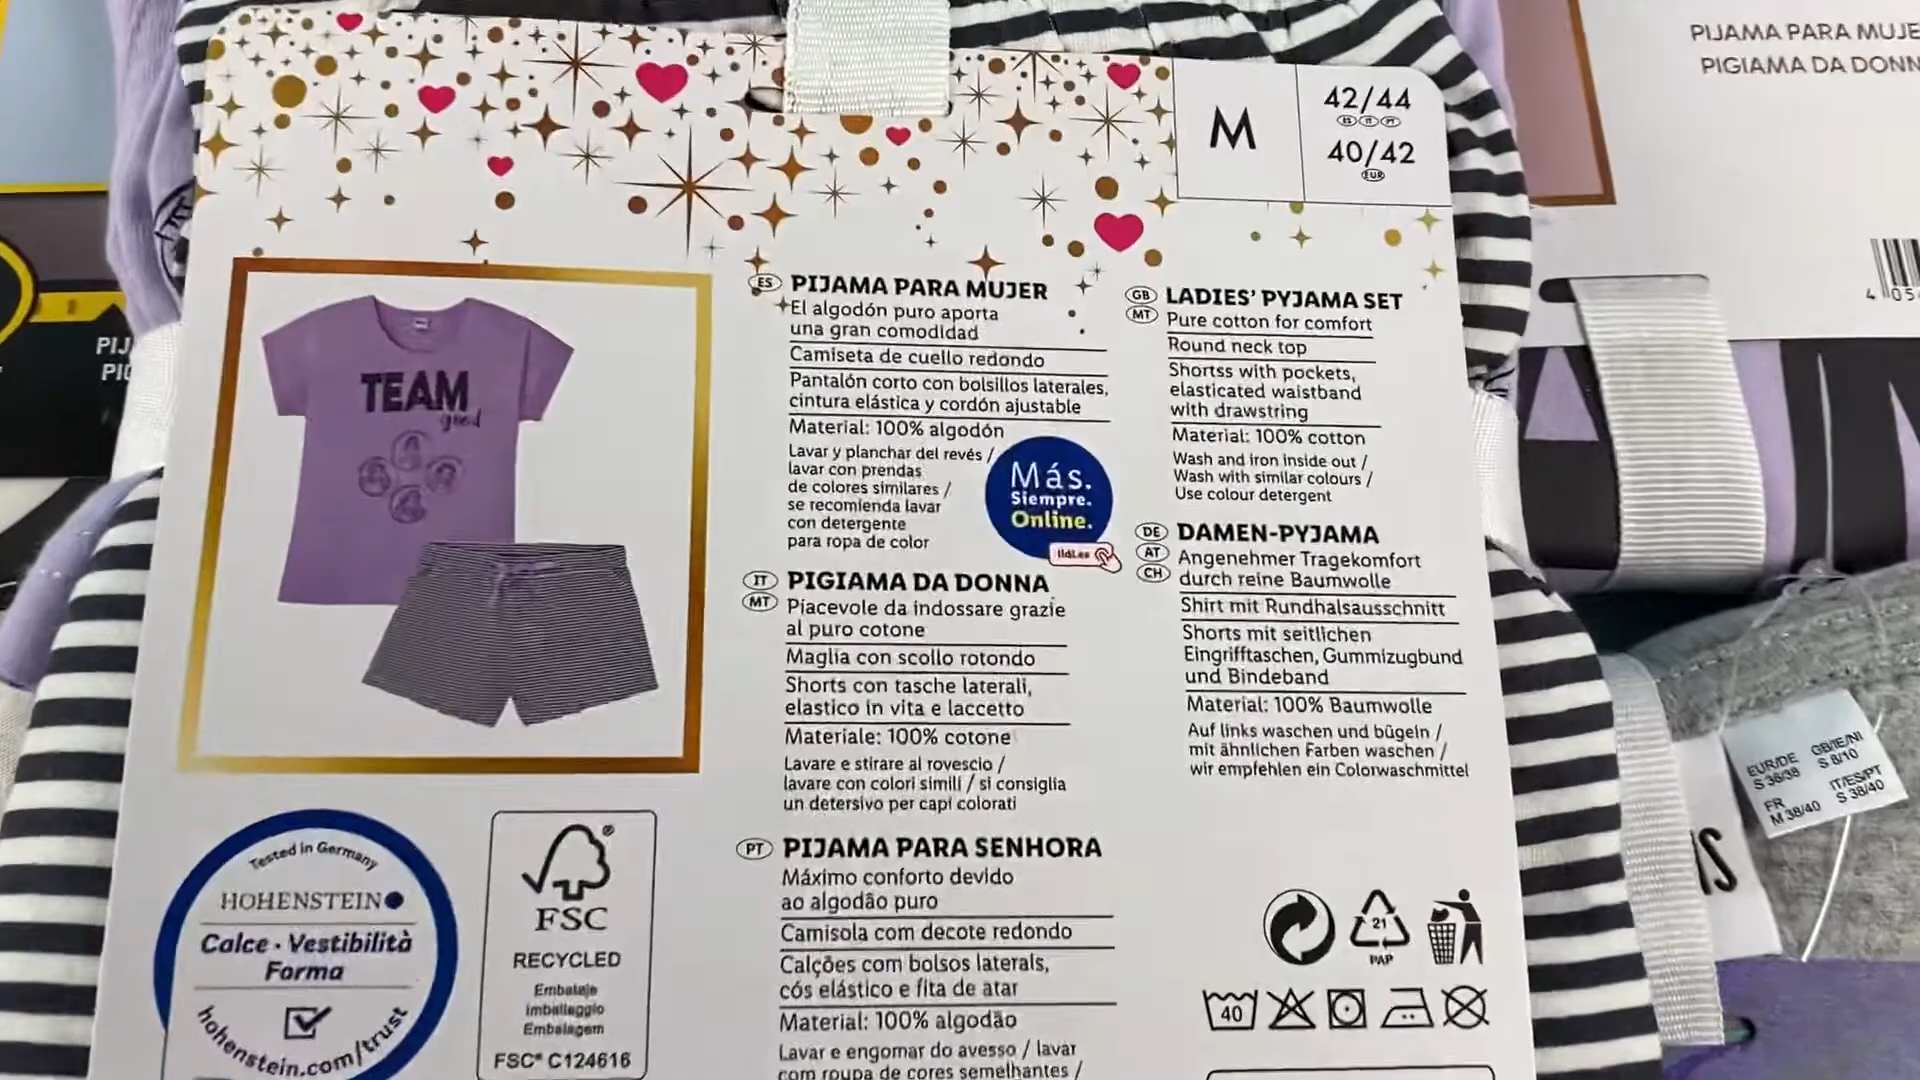 M
42/44
ES IT PT
40/42
EUR
TEAM
good
ES PIJAMA PARA MUJER
El algodón puro aporta
una gran comodidad
Camiseta de cuello redondo
Pantalón corto con bolsillos laterales,
cintura elástica y cordón ajustable
Material: 100% algodón
Lavar y planchar del revés /
lavar con prendas
de colores similares /
se recomienda lavar
con detergente
para ropa de color
Más.
Siempre.
Online.
lidl.es
IT MT PIGIAMA DA DONNA
Piacevole da indossare grazie
al puro cotone
Maglia con scollo rotondo
Shorts con tasche laterali,
elastico in vita e laccetto
Materiale: 100% cotone
Lavare e stirare al rovescio /
lavare con colori simili / si consiglia
un detersivo per capi colorati
PT PIJAMA PARA SENHORA
Máximo conforto devido
ao algodão puro
Camisola com decote redondo
Calções com bolsos laterais,
cós elástico e fita de atar
Material: 100% algodão
Lavar e engomar do avesso / lavar
com roupa de cores semelhantes /
GB MT LADIES' PYJAMA SET
Pure cotton for comfort
Round neck top
Shortss with pockets,
elasticated waistband
with drawstring
Material: 100% cotton
Wash and iron inside out /
Wash with similar colours /
Use colour detergent
DE AT CH DAMEN-PYJAMA
Angenehmer Tragekomfort
durch reine Baumwolle
Shirt mit Rundhalsausschnitt
Shorts mit seitlichen
Eingrifftaschen, Gummizugbund
und Bindeband
Material: 100% Baumwolle
Auf links waschen und bügeln /
mit ähnlichen Farben waschen /
wir empfehlen ein Colorwaschmittel
Tested in Germany
HOHENSTEIN
Calce · Vestibilità
Forma
hohenstein.com/trust
FSC®
RECYCLED
Embalaje
Imballaggio
Embalagem
FSC® C124616
21
PAP
40
PIJAMA PARA MUJE
PIGIAMA DA DONN
4 05
PIJ
PIG
EUR/DE
S 36/38
GB/IE/NI
S 8/10
FR
M 38/40
IT/ES/PT
S 38/40